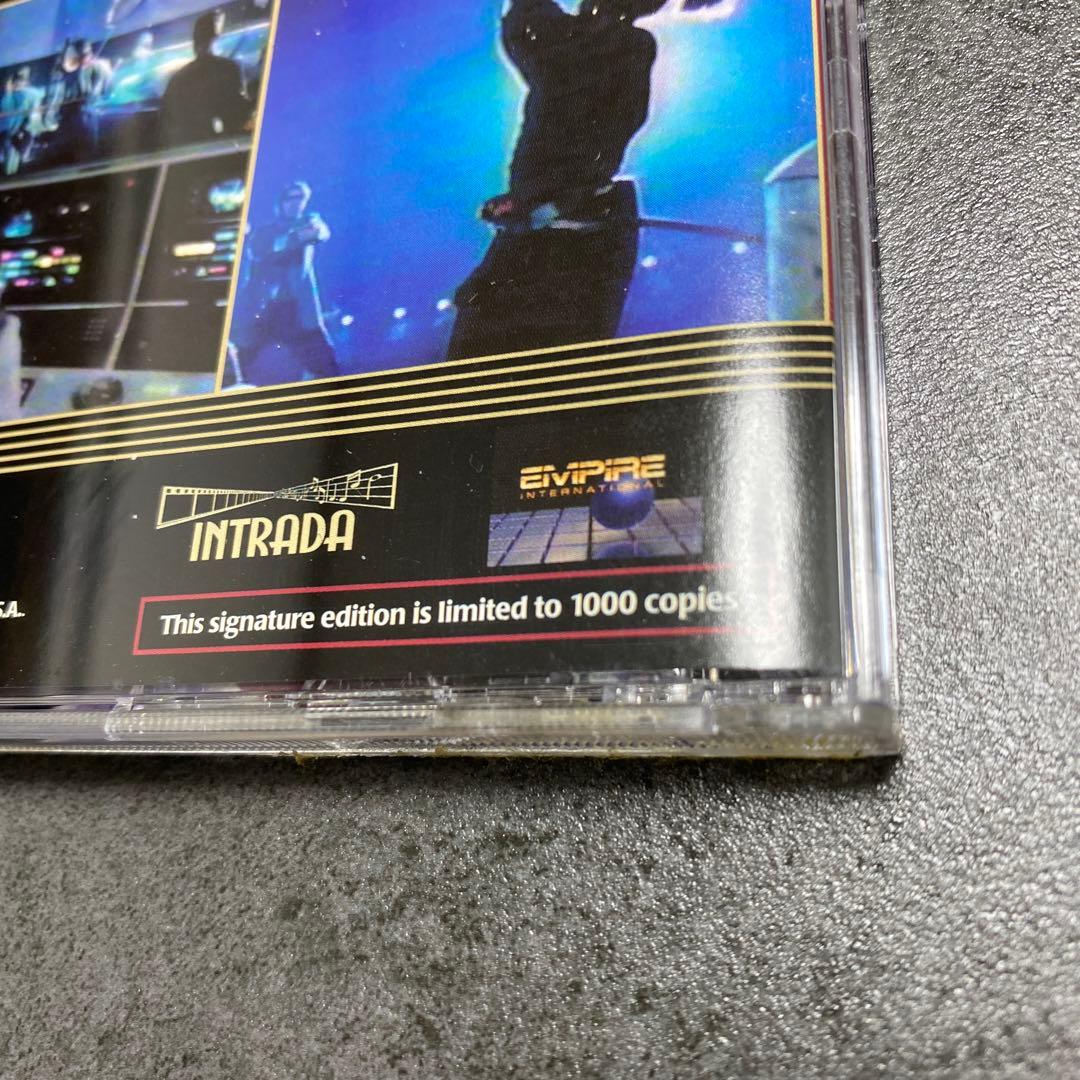 INTRADA
EMPIRE
INTERNATIONAL
S.A.
This signature edition is limited to 1000 copies